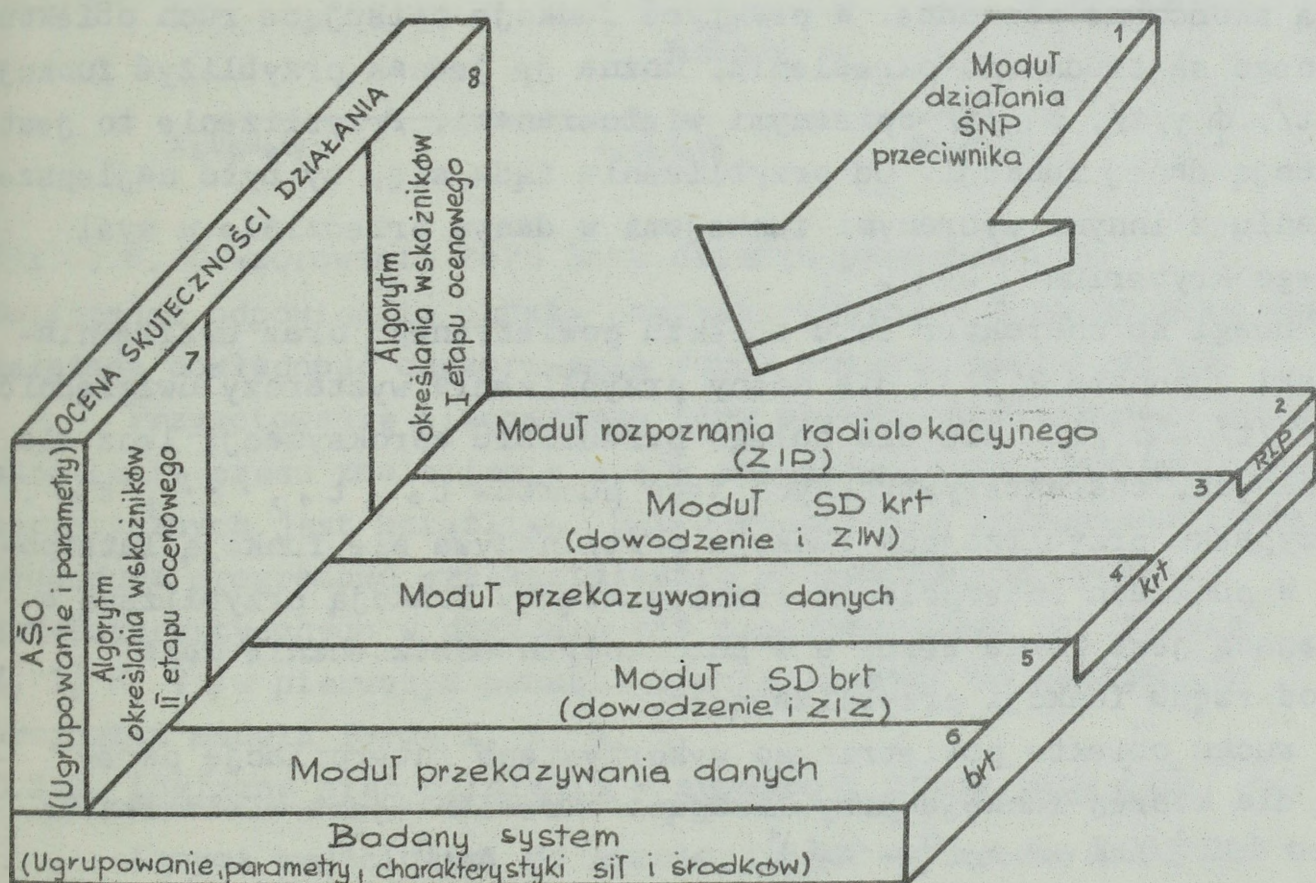 1
Moduł
działania
ŚNP
przeciwnika
OCENA SKUTECZNOŚCI DZIAŁANIA
8
Algorytm
określania wskaźników
I etapu ocenowego
7
Algorytm
określania wskaźników
II etapu ocenowego
AŚO
(Ugrupowanie i parametry)
2
Moduł rozpoznania radiolokacyjnego
(ZIP)
RLP
3
Moduł SD krt
(dowodzenie i ZIW)
krt
4
Moduł przekazywania danych
5
Moduł SD brt
(dowodzenie i ZIZ)
brt
6
Moduł przekazywania danych
Badany system
(Ugrupowanie, parametry, charakterystyki sił i środków)